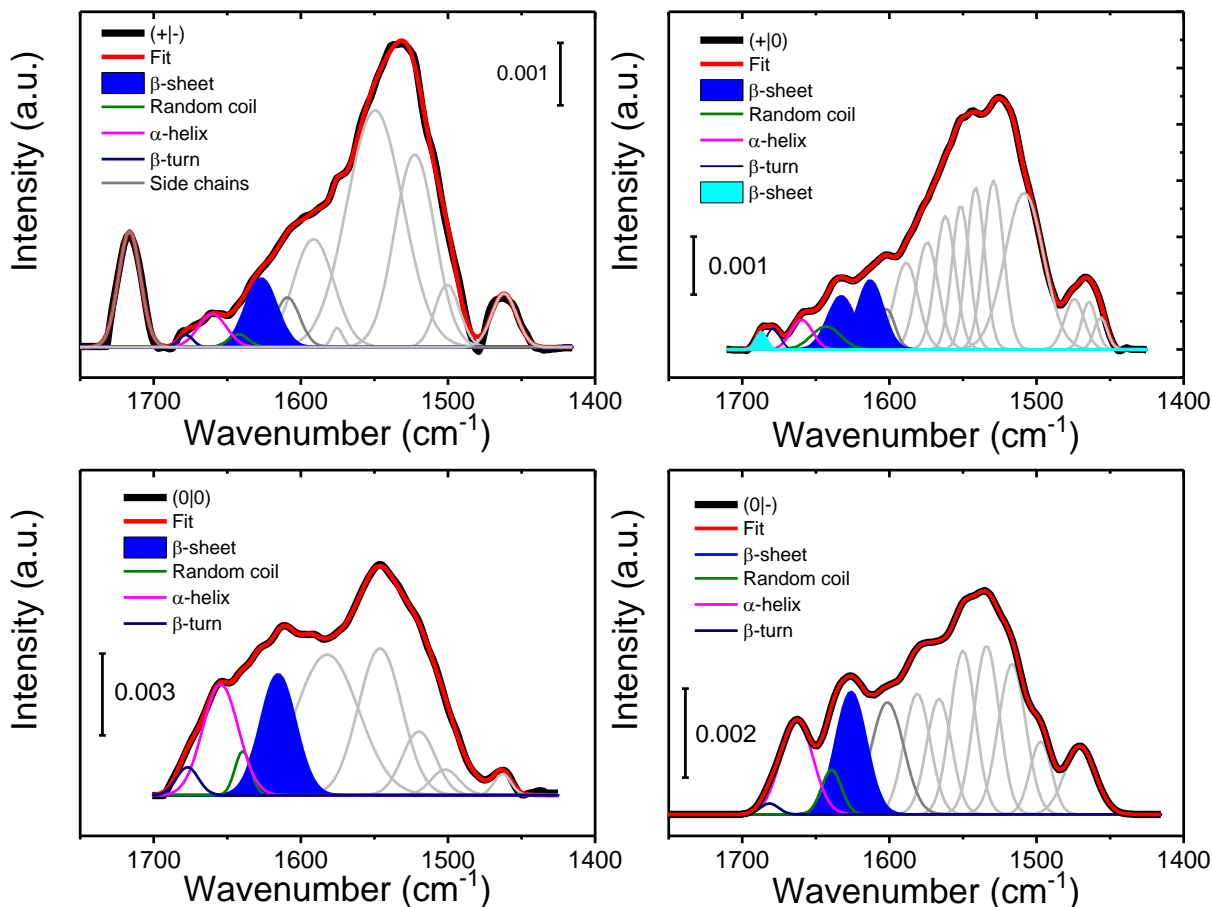 Intensity (a.u.)
(+|-)
Fit
β-sheet
Random coil
α-helix
β-turn
Side chains
0.001
1700 1600 1500 1400
Wavenumber (cm-1)
Intensity (a.u.)
(+|0)
Fit
β-sheet
Random coil
α-helix
β-turn
β-sheet
0.001
1700 1600 1500 1400
Wavenumber (cm-1)
Intensity (a.u.)
(0|0)
Fit
β-sheet
Random coil
α-helix
β-turn
0.003
1700 1600 1500 1400
Wavenumber (cm-1)
Intensity (a.u.)
(0|-)
Fit
β-sheet
Random coil
α-helix
β-turn
0.002
1700 1600 1500 1400
Wavenumber (cm-1)